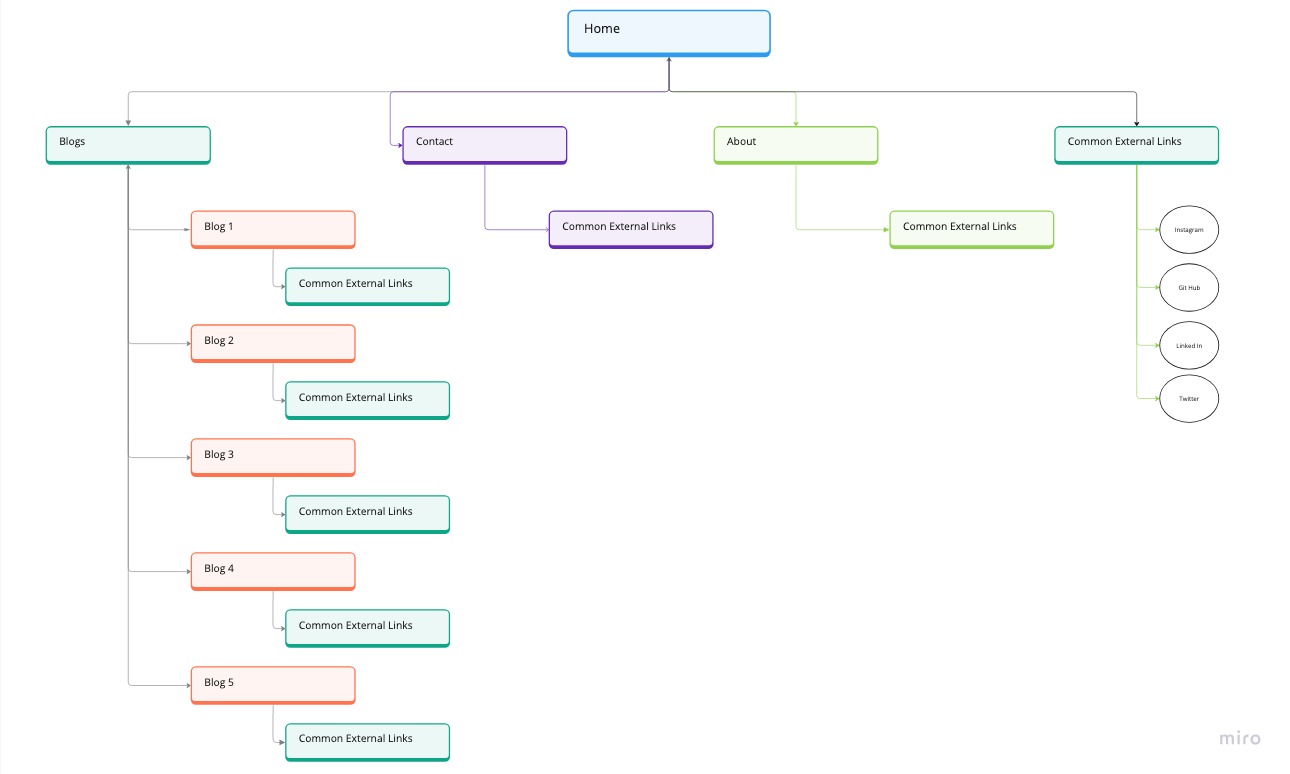 Home
Blogs
Contact
About
Common External Links
Blog 1
Common External Links
Common External Links
Instagram
Common External Links
Git Hub
Blog 2
Linked In
Common External Links
Twitter
Blog 3
Common External Links
Blog 4
Common External Links
Blog 5
Common External Links
miro